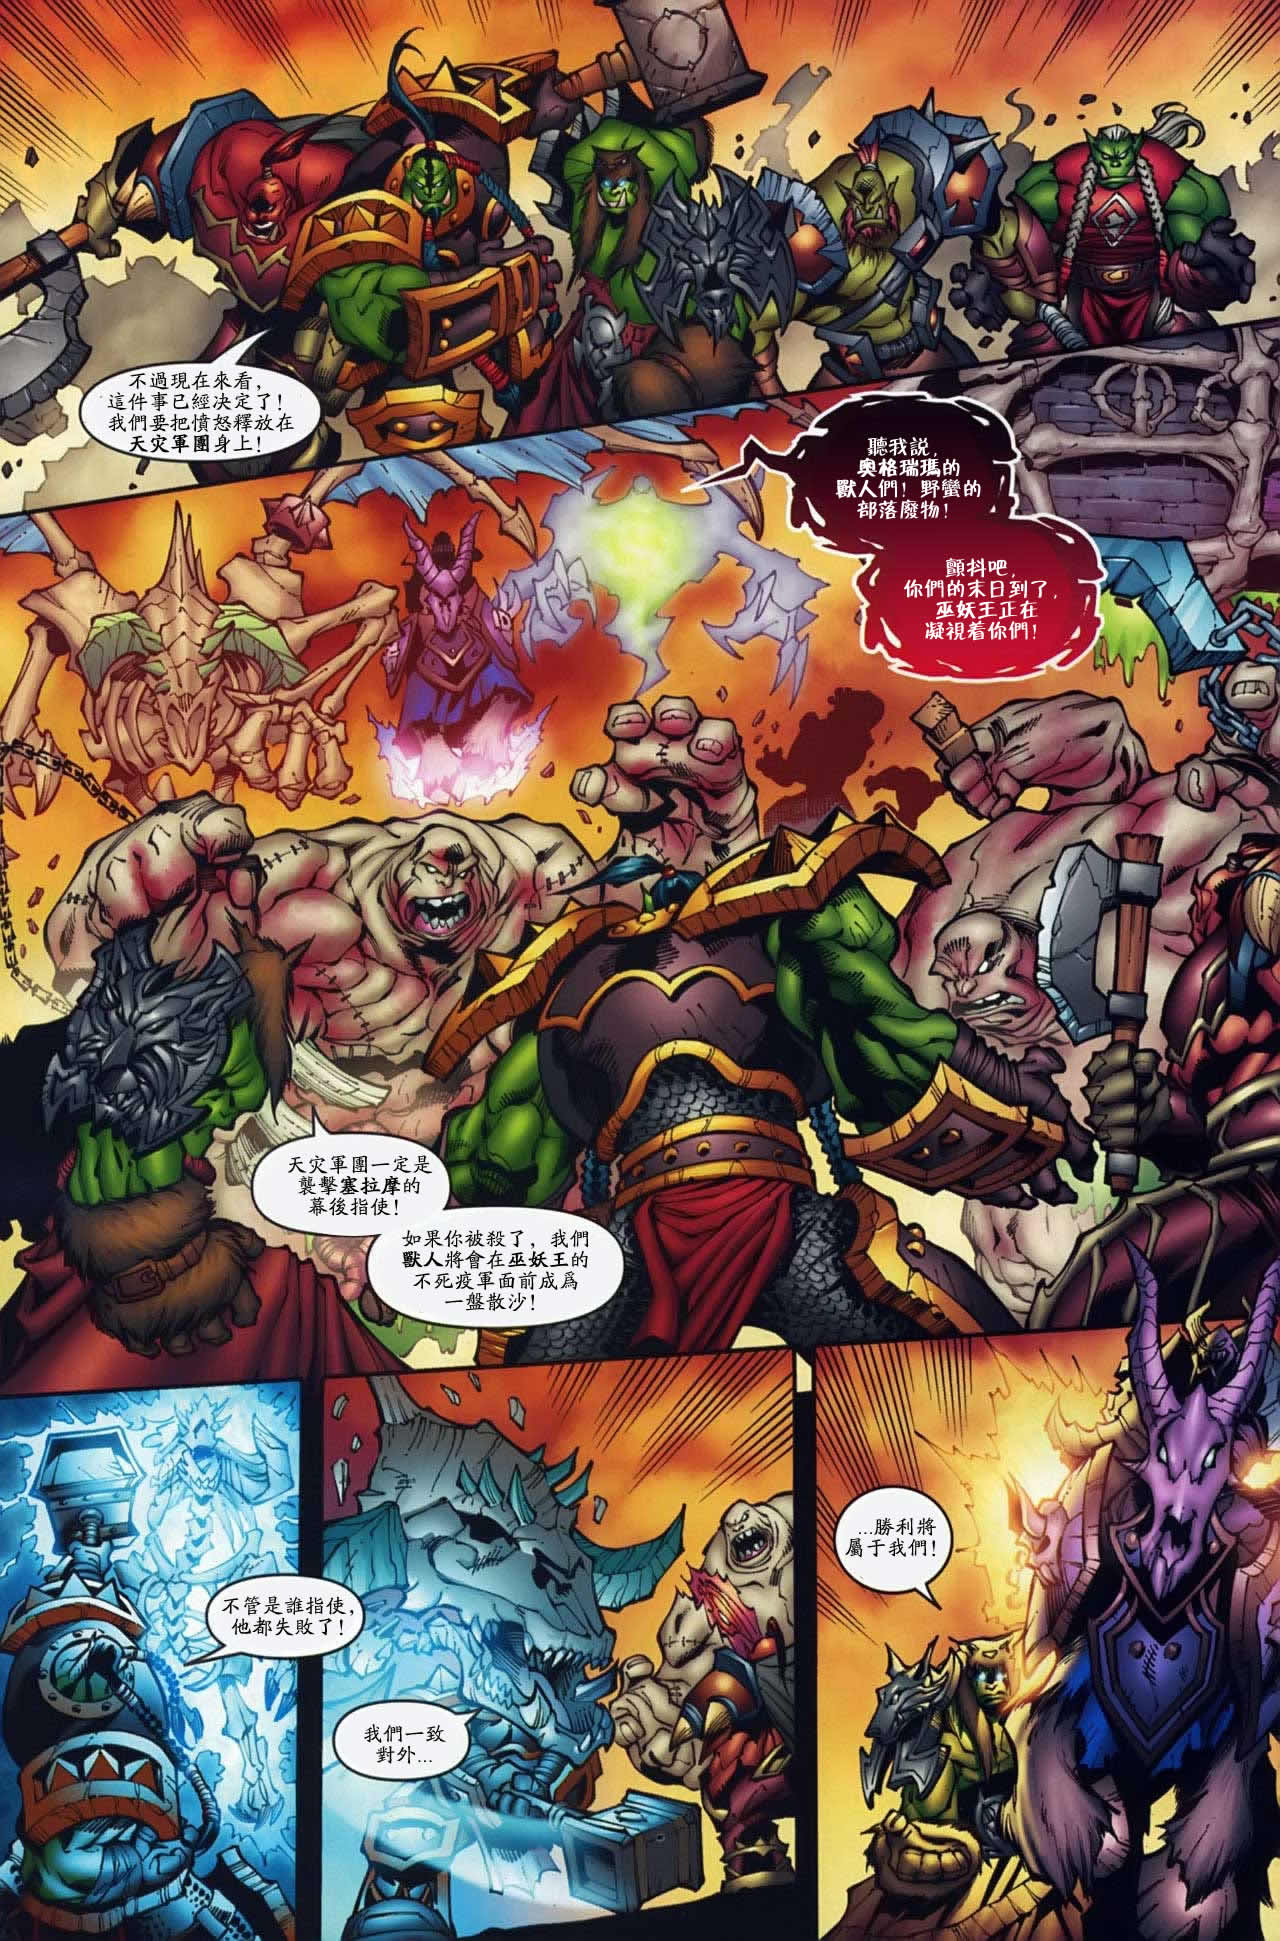 不過現在來看，
這件事已經決定了！
我們要把憤怒釋放在
天災軍團身上！
聽我說，
奧格瑞瑪的
獸人們！野蠻的
部落廢物！
顫抖吧，
你們的末日到了，
巫妖王正在
凝視着你們！
天災軍團一定是
襲擊塞拉摩的
幕後指使！
如果你被殺了，我們
獸人將會在巫妖王的
不死疫軍面前成爲
一盤散沙！
不管是誰指使，
他都失敗了！
我們一致
對外...
...勝利將
屬于我們！